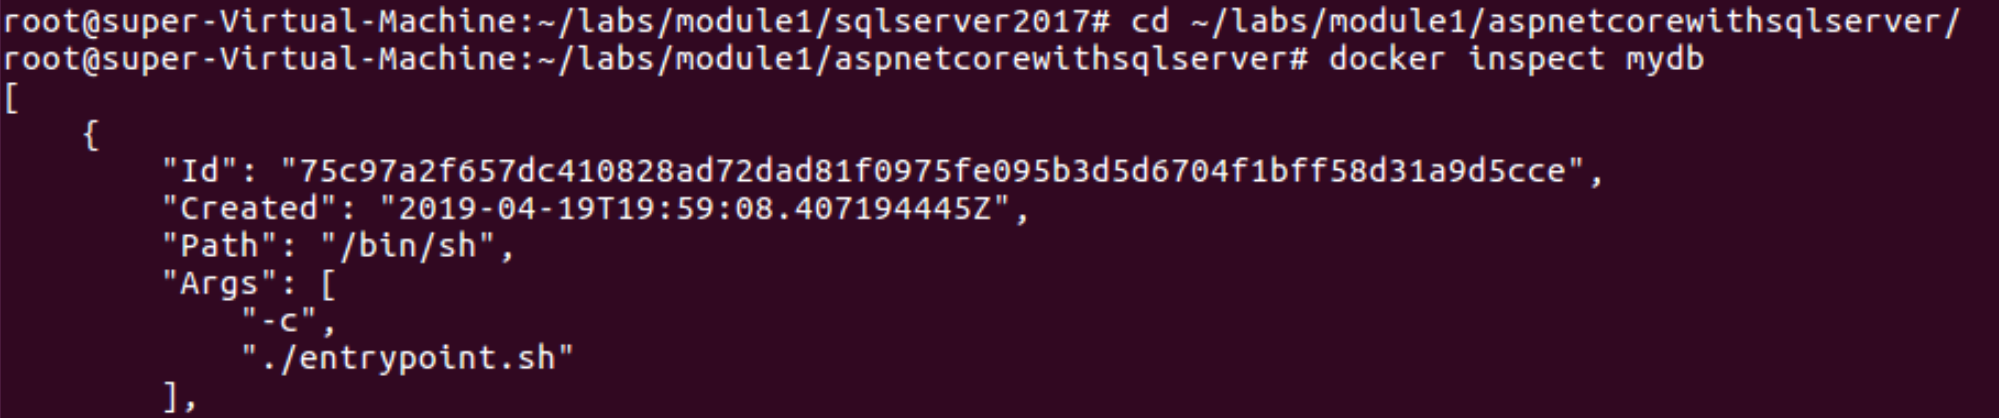 root@super-Virtual-Machine:~/labs/module1/sqlserver2017# cd ~/labs/module1/aspnetcorewithsqlserver/
root@super-Virtual-Machine:~/labs/module1/aspnetcorewithsqlserver# docker inspect mydb
[
    {
        "Id": "75c97a2f657dc410828ad72dad81f0975fe095b3d5d6704f1bff58d31a9d5cce",
        "Created": "2019-04-19T19:59:08.407194445Z",
        "Path": "/bin/sh",
        "Args": [
            "-c",
            "./entrypoint.sh"
        ],